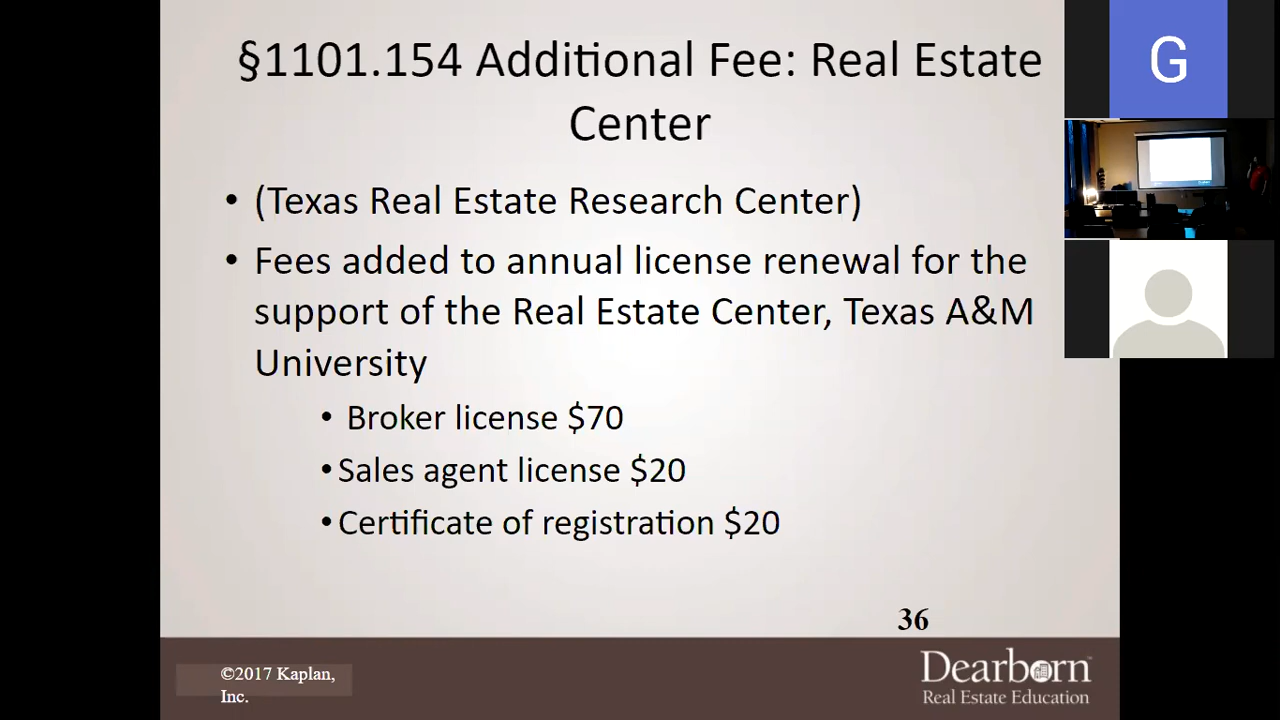 §1101.154 Additional Fee: Real Estate
Center
• (Texas Real Estate Research Center)
• Fees added to annual license renewal for the
support of the Real Estate Center, Texas A&M
University
• Broker license $70
• Sales agent license $20
• Certificate of registration $20
36
©2017 Kaplan,
Inc.
Dearborn™
Real Estate Education
G